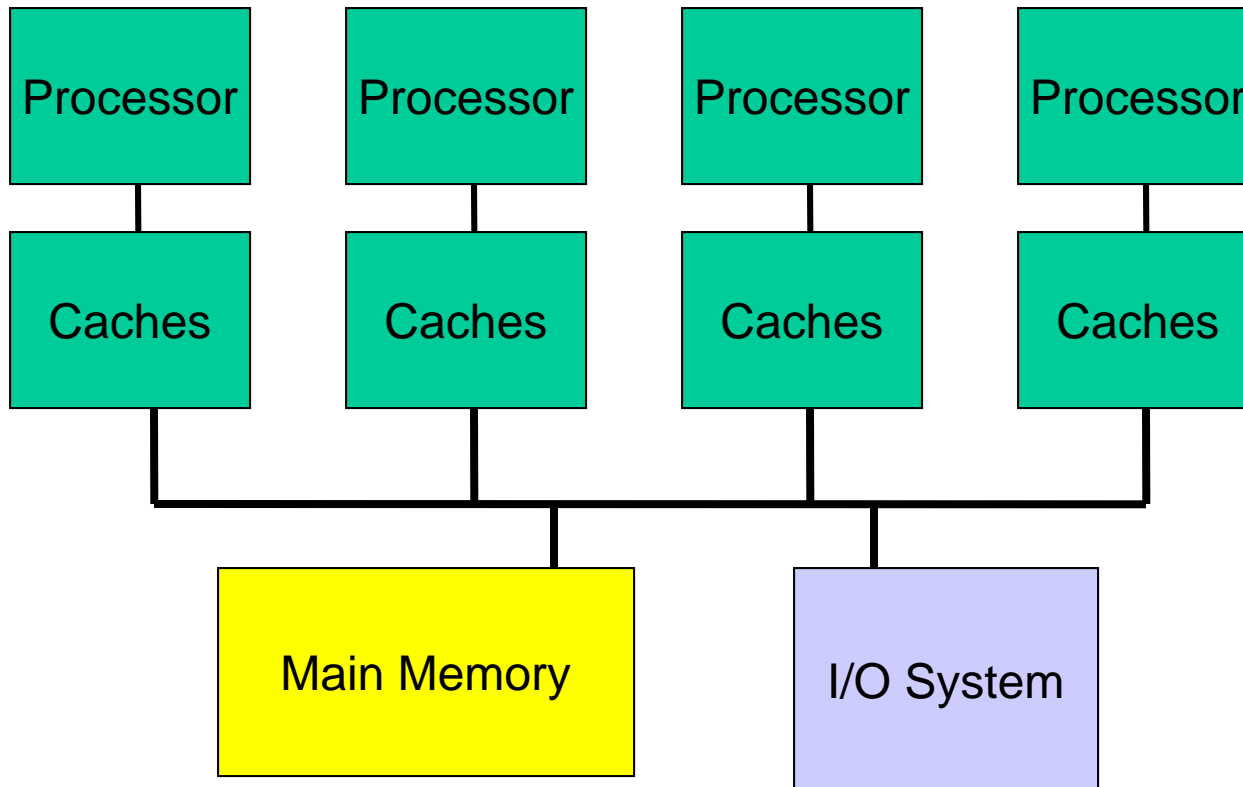 Processor
Processor
Processor
Processor
Caches
Caches
Caches
Caches
Main Memory
I/O System